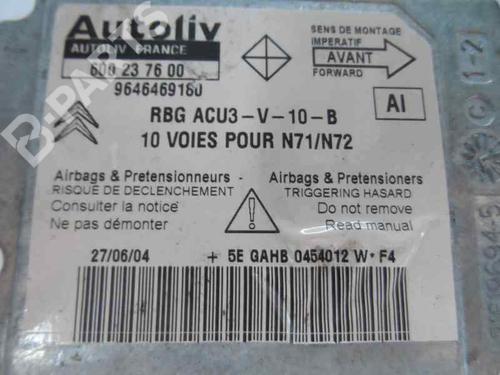 Autoliv
AUTOLIV FRANCE
600 23 76 00
9646469180
SENS DE MONTAGE
IMPERATIF
AVANT
FORWARD
AI
RBG ACU3-V-10-B
10 VOIES POUR N71/N72
Airbags & Pretensionneurs
RISQUE DE DECLENCHEMENT
Consulter la notice
Ne pas démonter
Airbags & Pretensioners
TRIGGERING HASARD
Do not remove
Read manual
27/06/04 + 5E GAHB 0454012 W*F4
B-PARTS